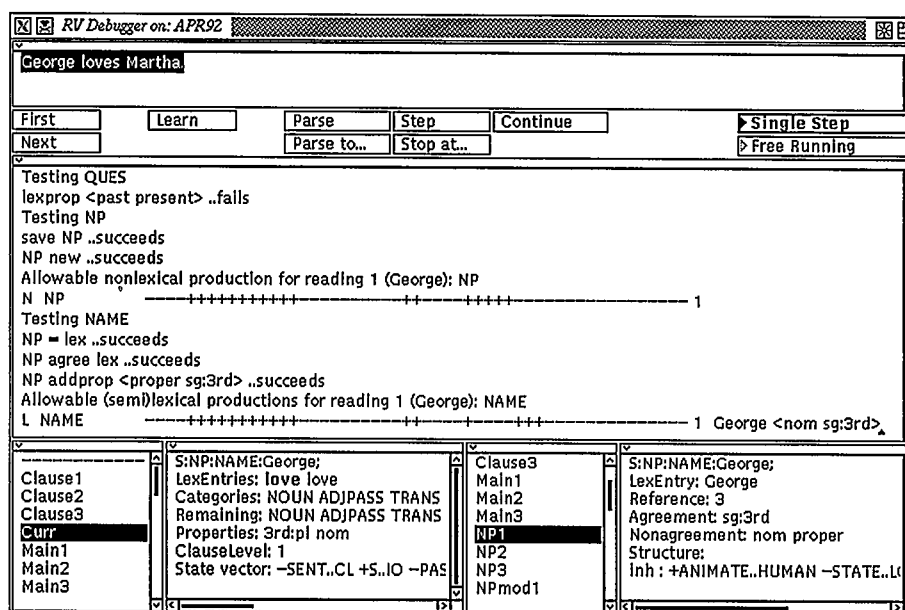 RV Debugger on: APR92
George loves Martha.
First Learn Parse Step Continue Single Step
Next Parse to... Stop at... Free Running
Testing QUES
lexprop <past present> ..fails
Testing NP
save NP ..succeeds
NP new ..succeeds
Allowable nonlexical production for reading 1 (George): NP
N NP ----+++++++++++-----------++----+++++------------------ 1
Testing NAME
NP = lex ..succeeds
NP agree lex ..succeeds
NP addprop <proper sg:3rd> ..succeeds
Allowable (semi)lexical productions for reading 1 (George): NAME
L NAME ----+++++++++++-----------++----+----+++--------------- 1 George <nom sg:3rd>
Clause1
Clause2
Clause3
Curr
Main1
Main2
Main3
S:NP:NAME:George;
LexEntries: love love
Categories: NOUN ADJPASS TRANS
Remaining: NOUN ADJPASS TRANS
Properties: 3rd:pl nom
ClauseLevel: 1
State vector: -SENT..CL +S..IO -PAS
Clause3
Main1
Main2
Main3
NP1
NP2
NP3
NPmod1
S:NP:NAME:George;
LexEntry: George
Reference: 3
Agreement: sg:3rd
Nonagreement: nom proper
Structure:
inh : +ANIMATE..HUMAN -STATE..LO